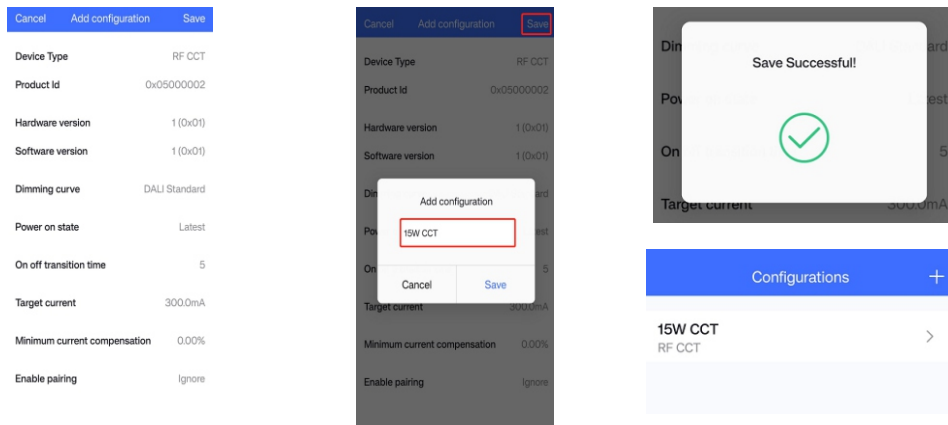 Cancel Add configuration Save
Device Type RF CCT
Product Id 0x05000002
Hardware version 1 (0x01)
Software version 1 (0x01)
Dimming curve DALI Standard
Power on state Latest
On off transition time 5
Target current 300.0mA
Minimum current compensation 0.00%
Enable pairing Ignore
Cancel Add configuration Save
Device Type RF CCT
Product Id 0x05000002
Hardware version 1 (0x01)
Software version 1 (0x01)
Add configuration
15W CCT
Cancel Save
Target current 300.0mA
Minimum current compensation 0.00%
Enable pairing Ignore
Save Successful!
On 5
Target current 300.0mA
Configurations +
15W CCT
RF CCT